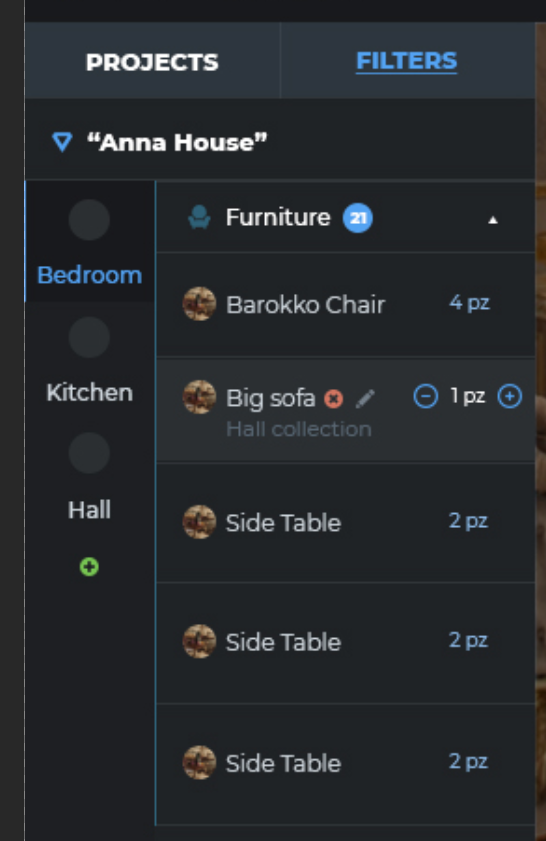 PROJECTS FILTERS
“Anna House”
Furniture 21
Bedroom
Barokko Chair 4 pz
Kitchen
Big sofa 1 pz
Hall collection
Hall
Side Table 2 pz
Side Table 2 pz
Side Table 2 pz